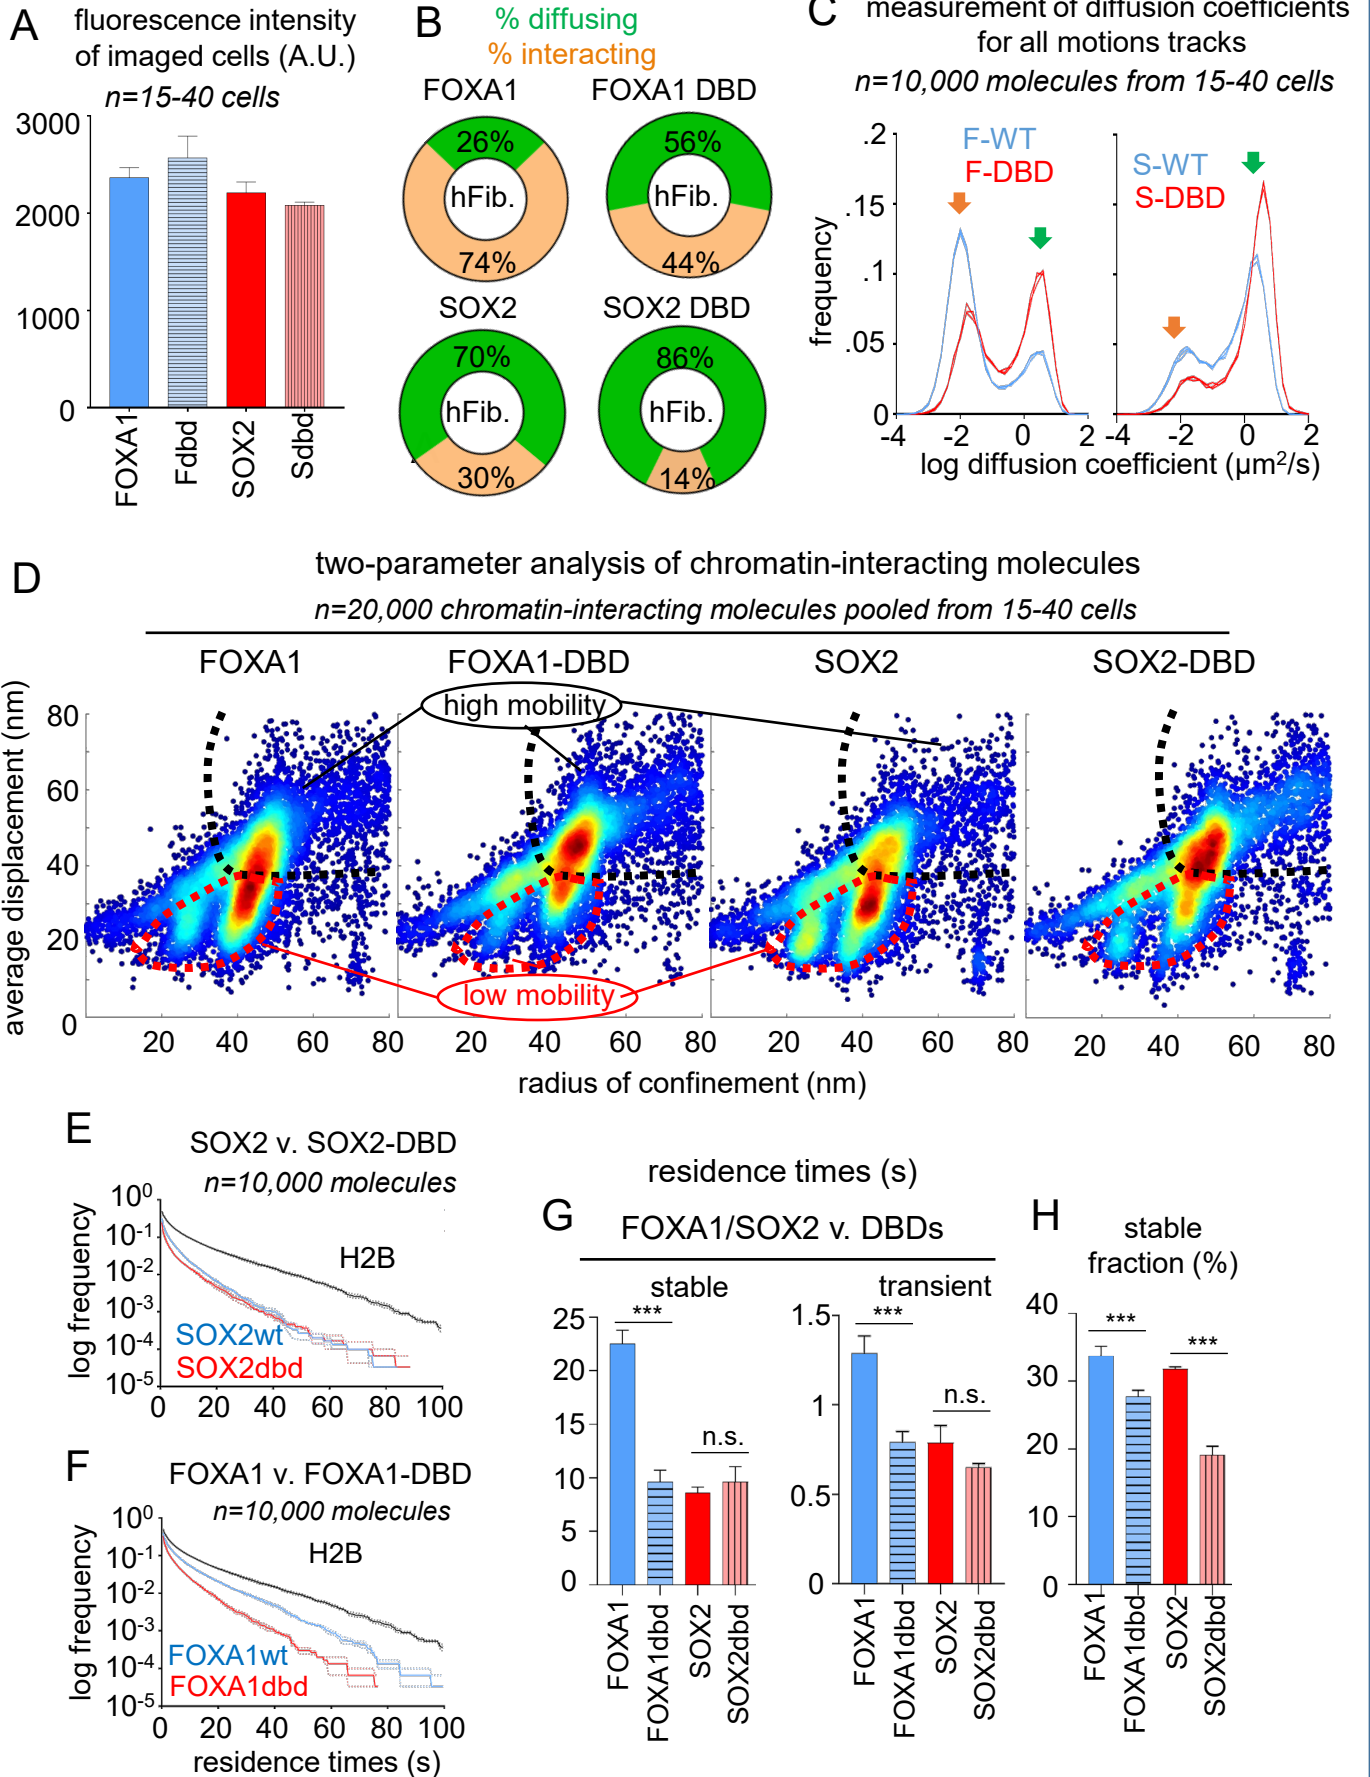 A
fluorescence intensity
of imaged cells (A.U.)
n=15-40 cells
3000
2000
1000
0
FOXA1
Fdbd
SOX2
Sdbd
B
% diffusing
% interacting
FOXA1
26%
hFib.
74%
FOXA1 DBD
56%
hFib.
44%
SOX2
70%
hFib.
30%
SOX2 DBD
86%
hFib.
14%
C
measurement of diffusion coefficients
for all motions tracks
n=10,000 molecules from 15-40 cells
frequency
.2
.15
.1
.05
0
F-WT
F-DBD
S-WT
S-DBD
-4 -2 0 2
-4 -2 0 2
log diffusion coefficient (µm²/s)
D
two-parameter analysis of chromatin-interacting molecules
n=20,000 chromatin-interacting molecules pooled from 15-40 cells
FOXA1 FOXA1-DBD SOX2 SOX2-DBD
high mobility
low mobility
average displacement (nm)
80
60
40
20
0
20 40 60 80
20 40 60 80
20 40 60 80
20 40 60 80
radius of confinement (nm)
E
SOX2 v. SOX2-DBD
n=10,000 molecules
log frequency
10⁰
10⁻¹
10⁻²
10⁻³
10⁻⁴
10⁻⁵
H2B
SOX2wt
SOX2dbd
0 20 40 60 80 100
F
FOXA1 v. FOXA1-DBD
n=10,000 molecules
log frequency
10⁰
10⁻¹
10⁻²
10⁻³
10⁻⁴
10⁻⁵
H2B
FOXA1wt
FOXA1dbd
0 20 40 60 80 100
residence times (s)
residence times (s)
G
FOXA1/SOX2 v. DBDs
stable
25
20
15
10
5
0
***
n.s.
FOXA1
FOXA1dbd
SOX2
SOX2dbd
transient
1.5
1
0.5
0
***
n.s.
FOXA1
FOXA1dbd
SOX2
SOX2dbd
H
stable
fraction (%)
40
30
20
10
0
***
***
FOXA1
FOXA1dbd
SOX2
SOX2dbd